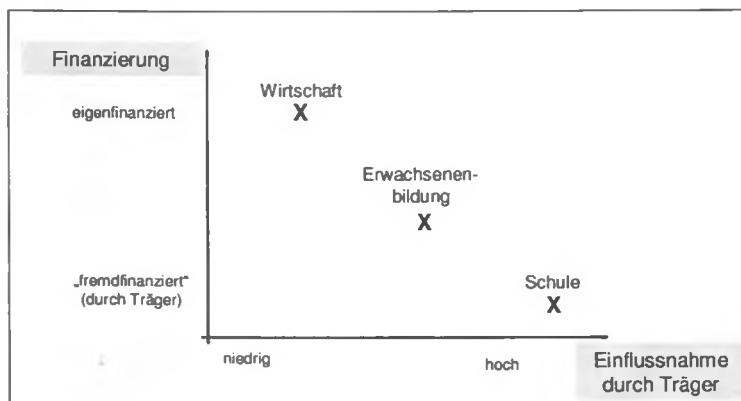 Finanzierung
Wirtschaft
X
eigenfinanziert
Erwachsenen-
bildung
X
„fremdfinanziert“
(durch Träger)
Schule
X
niedrig
hoch
Einflussnahme
durch Träger